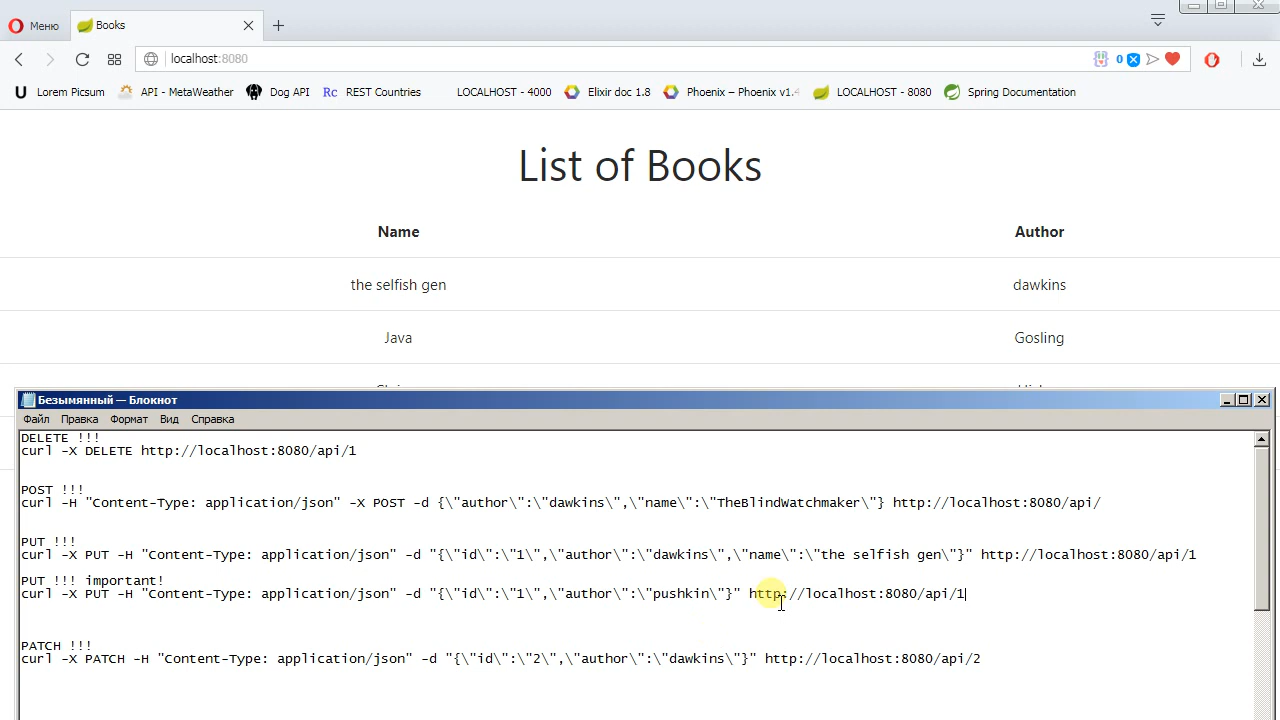 Меню
Books
localhost:8080
0
U Lorem Picsum
API - MetaWeather
Dog API
Rc REST Countries
LOCALHOST - 4000
Elixir doc 1.8
Phoenix – Phoenix v1.4
LOCALHOST - 8080
Spring Documentation
List of Books
Name Author
the selfish gen dawkins
Java Gosling
Безымянный — Блокнот
Файл Правка Формат Вид Справка
DELETE !!!
curl -X DELETE http://localhost:8080/api/1
POST !!!
curl -H "Content-Type: application/json" -X POST -d {\"author\":\"dawkins\",\"name\":\"TheBlindWatchmaker\"} http://localhost:8080/api/
PUT !!!
curl -X PUT -H "Content-Type: application/json" -d "{\"id\":\"1\",\"author\":\"dawkins\",\"name\":\"the selfish gen\"}" http://localhost:8080/api/1
PUT !!! important!
curl -X PUT -H "Content-Type: application/json" -d "{\"id\":\"1\",\"author\":\"pushkin\"}" http://localhost:8080/api/1
PATCH !!!
curl -X PATCH -H "Content-Type: application/json" -d "{\"id\":\"2\",\"author\":\"dawkins\"}" http://localhost:8080/api/2